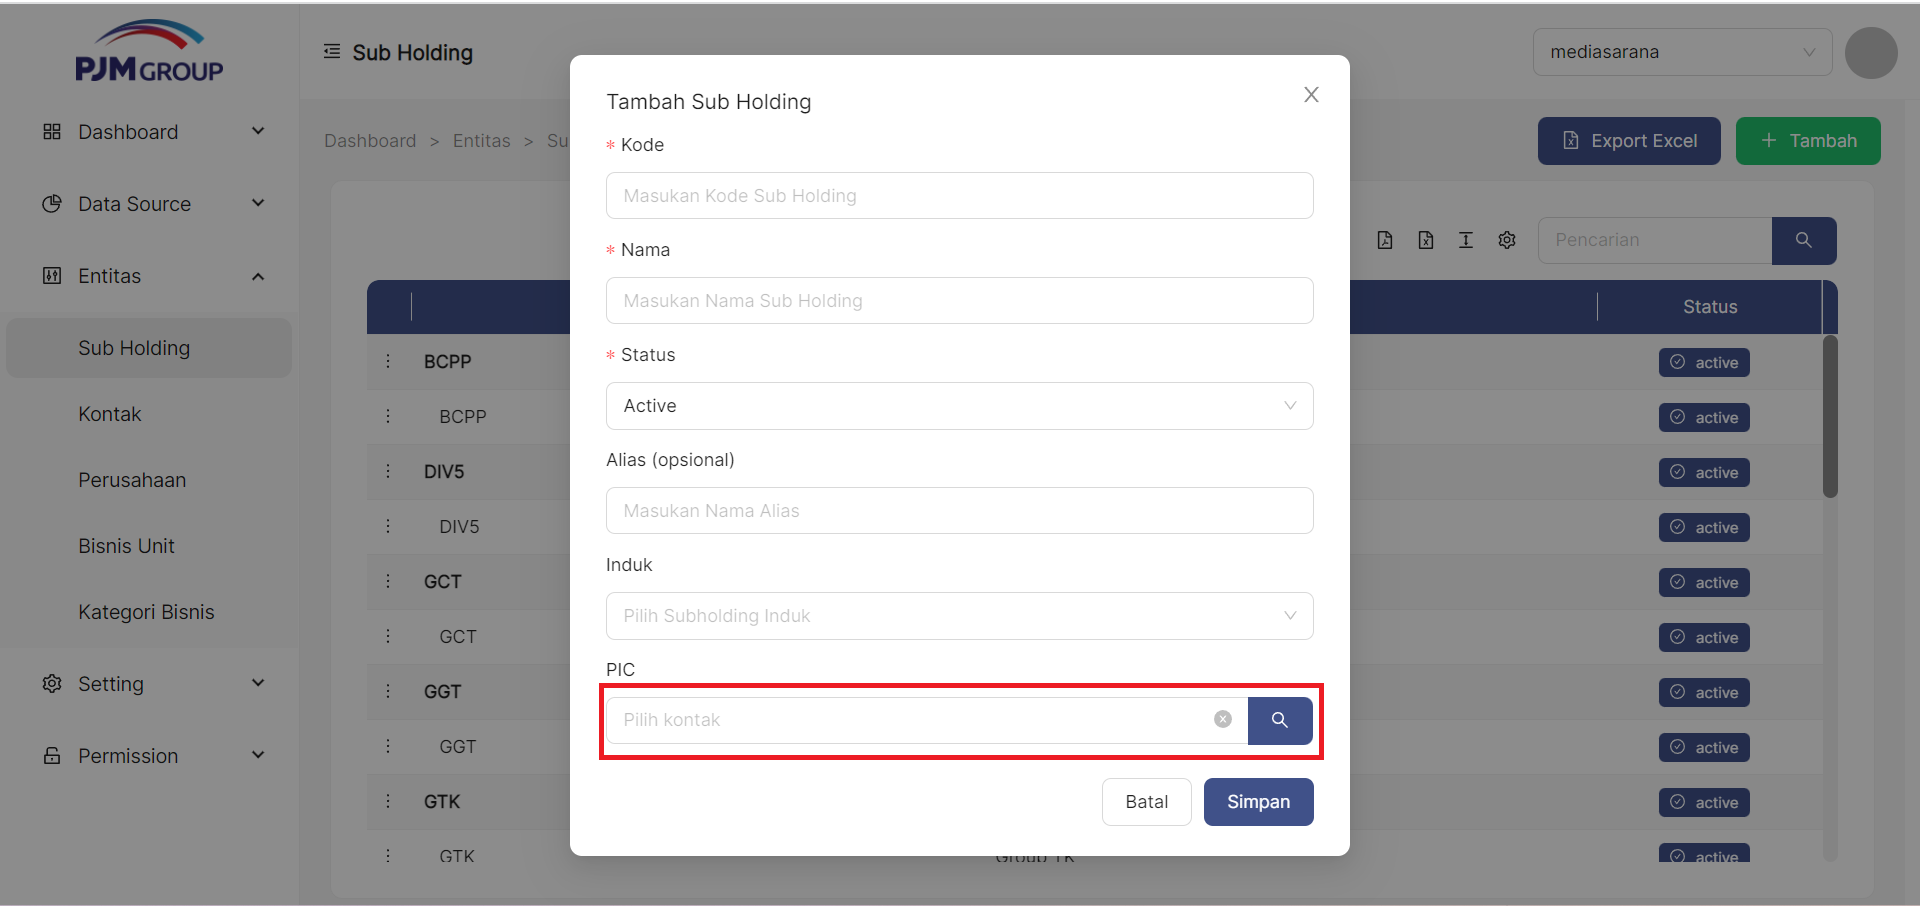 PJM GROUP
Sub Holding
mediasarana
Dashboard
Data Source
Entitas
Sub Holding
Kontak
Perusahaan
Bisnis Unit
Kategori Bisnis
Setting
Permission
Dashboard > Entitas > Su
Export Excel
+ Tambah
Pencarian
Status
BCPP active
BCPP active
DIV5 active
DIV5 active
GCT active
GCT active
GGT active
GGT active
GTK active
GTK Group TK active
Tambah Sub Holding
* Kode
Masukan Kode Sub Holding
* Nama
Masukan Nama Sub Holding
* Status
Active
Alias (opsional)
Masukan Nama Alias
Induk
Pilih Subholding Induk
PIC
Pilih kontak
Batal
Simpan